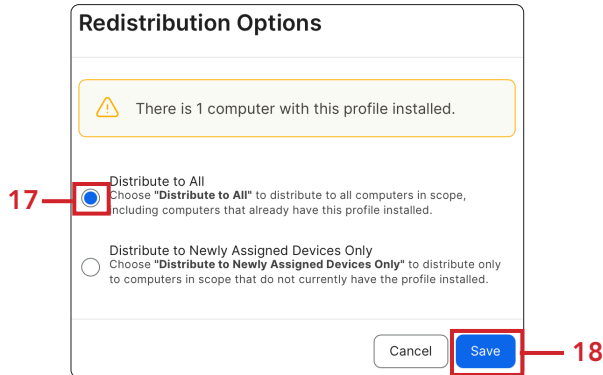 Redistribution Options
There is 1 computer with this profile installed.
17
Distribute to All
Choose "Distribute to All" to distribute to all computers in scope,
including computers that already have this profile installed.
Distribute to Newly Assigned Devices Only
Choose "Distribute to Newly Assigned Devices Only" to distribute only
to computers in scope that do not currently have the profile installed.
Cancel Save 18